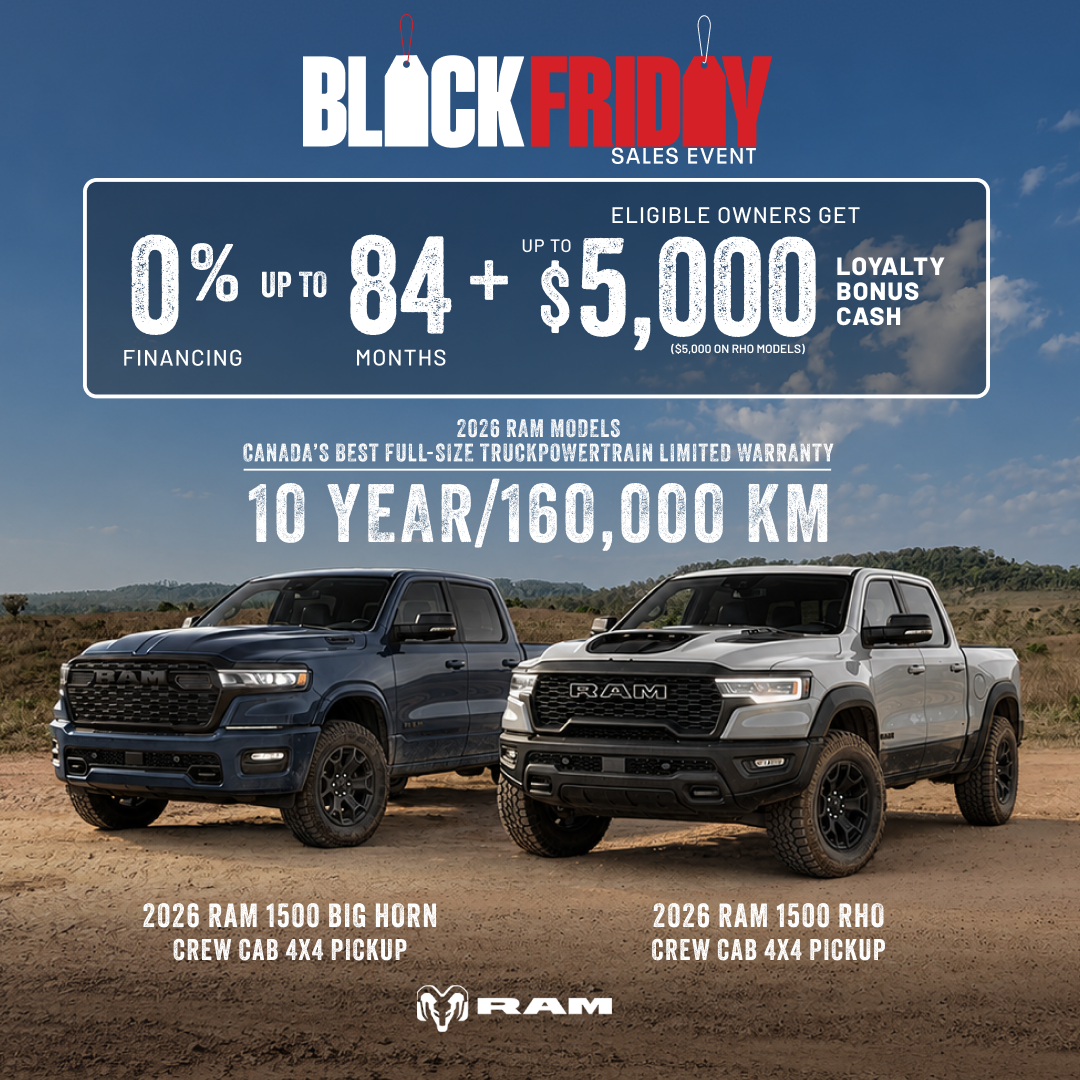 BLACK FRIDAY
SALES EVENT
ELIGIBLE OWNERS GET
0% UP TO 84 + UP TO $5,000 LOYALTY BONUS CASH
FINANCING
MONTHS
($5,000 ON RHO MODELS)
2026 RAM MODELS
CANADA'S BEST FULL-SIZE TRUCKPOWERTRAIN LIMITED WARRANTY
10 YEAR/160,000 KM
RAM
RAM
2026 RAM 1500 BIG HORN
CREW CAB 4X4 PICKUP
2026 RAM 1500 RHO
CREW CAB 4X4 PICKUP
RAM